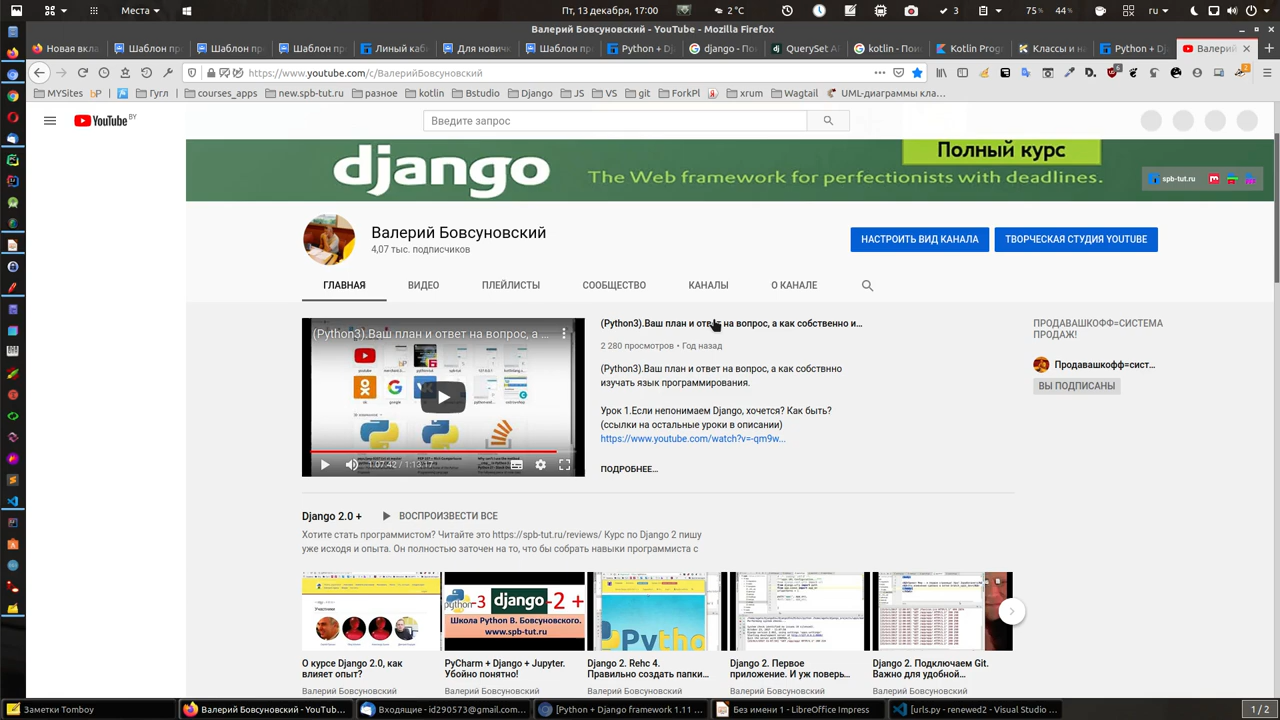 Места
Пт, 13 декабря, 17:00
2 °C
3
75%
44%
ru
Валерий Бовсуновский - YouTube - Mozilla Firefox
Новая вкл
Шаблон пр
Шаблон пр
Шаблон пр
Линый каб
Для новичк
Шаблон пр
Python + Dj
django - По
QuerySet AP
kotlin - Пои
Kotlin Prog
Классы и на
Python + Dj
Валерий
https://www.youtube.com/c/ВалерийБовсуновский
MYSites
bP
Гугл
courses_apps
new.spb-tut.ru
разное
kotlin
Bstudio
Django
JS
VS
git
ForkPl
xrum
Wagtail
UML-диаграммы кла…
YouTube BY
Введите запрос
django
The Web framework for perfectionists with deadlines.
Полный курс
spb-tut.ru
Валерий Бовсуновский
4,07 тыс. подписчиков
НАСТРОИТЬ ВИД КАНАЛА
ТВОРЧЕСКАЯ СТУДИЯ YOUTUBE
ГЛАВНАЯ
ВИДЕО
ПЛЕЙЛИСТЫ
СООБЩЕСТВО
КАНАЛЫ
О КАНАЛЕ
(Python3).Ваш план и ответ на вопрос, а ...
1:07:42 / 1:13:17
(Python3).Ваш план и ответ на вопрос, а как собственно и...
2 280 просмотров • Год назад
(Python3).Ваш план и ответ на вопрос, а как собствнно
изучать язык программирования.
Урок 1.Если непонимаем Django, хочется? Как быть?
(ссылки на остальные уроки в описании)
https://www.youtube.com/watch?v=-qm9w...
ПОДРОБНЕЕ...
ПРОДАВАШКОФФ=СИСТЕМА
ПРОДАЖ!
Продавашкофф=сист...
ВЫ ПОДПИСАНЫ
Django 2.0 +
ВОСПРОИЗВЕСТИ ВСЕ
Хотите стать программистом? Читайте это https://spb-tut.ru/reviews/ Курс по Django 2 пишу
уже исходя и опыта. Он полностью заточен на то, что бы собрать навыки программиста с
python-3 django-2 +
Школа Python В. Бовсуновского.
www.spb-tut.ru
О курсе Django 2.0, как
влияет опыт?
Валерий Бовсуновский
PyCharm + Django + Jupyter.
Убойно понятно!
Валерий Бовсуновский
Django 2. Rehc 4.
Правильно создать папки...
Валерий Бовсуновский
Django 2. Первое
приложение. И уж поверь...
Валерий Бовсуновский
Django 2. Подключаем Git.
Важно для удобной...
Валерий Бовсуновский
Заметки Tomboy
Валерий Бовсуновский - YouTub…
Входящие - id290573@gmail.com…
[Python + Django framework 1.11 …
Без имени 1 - LibreOffice Impress
[urls.py - renewed2 - Visual Studio …
1 / 2